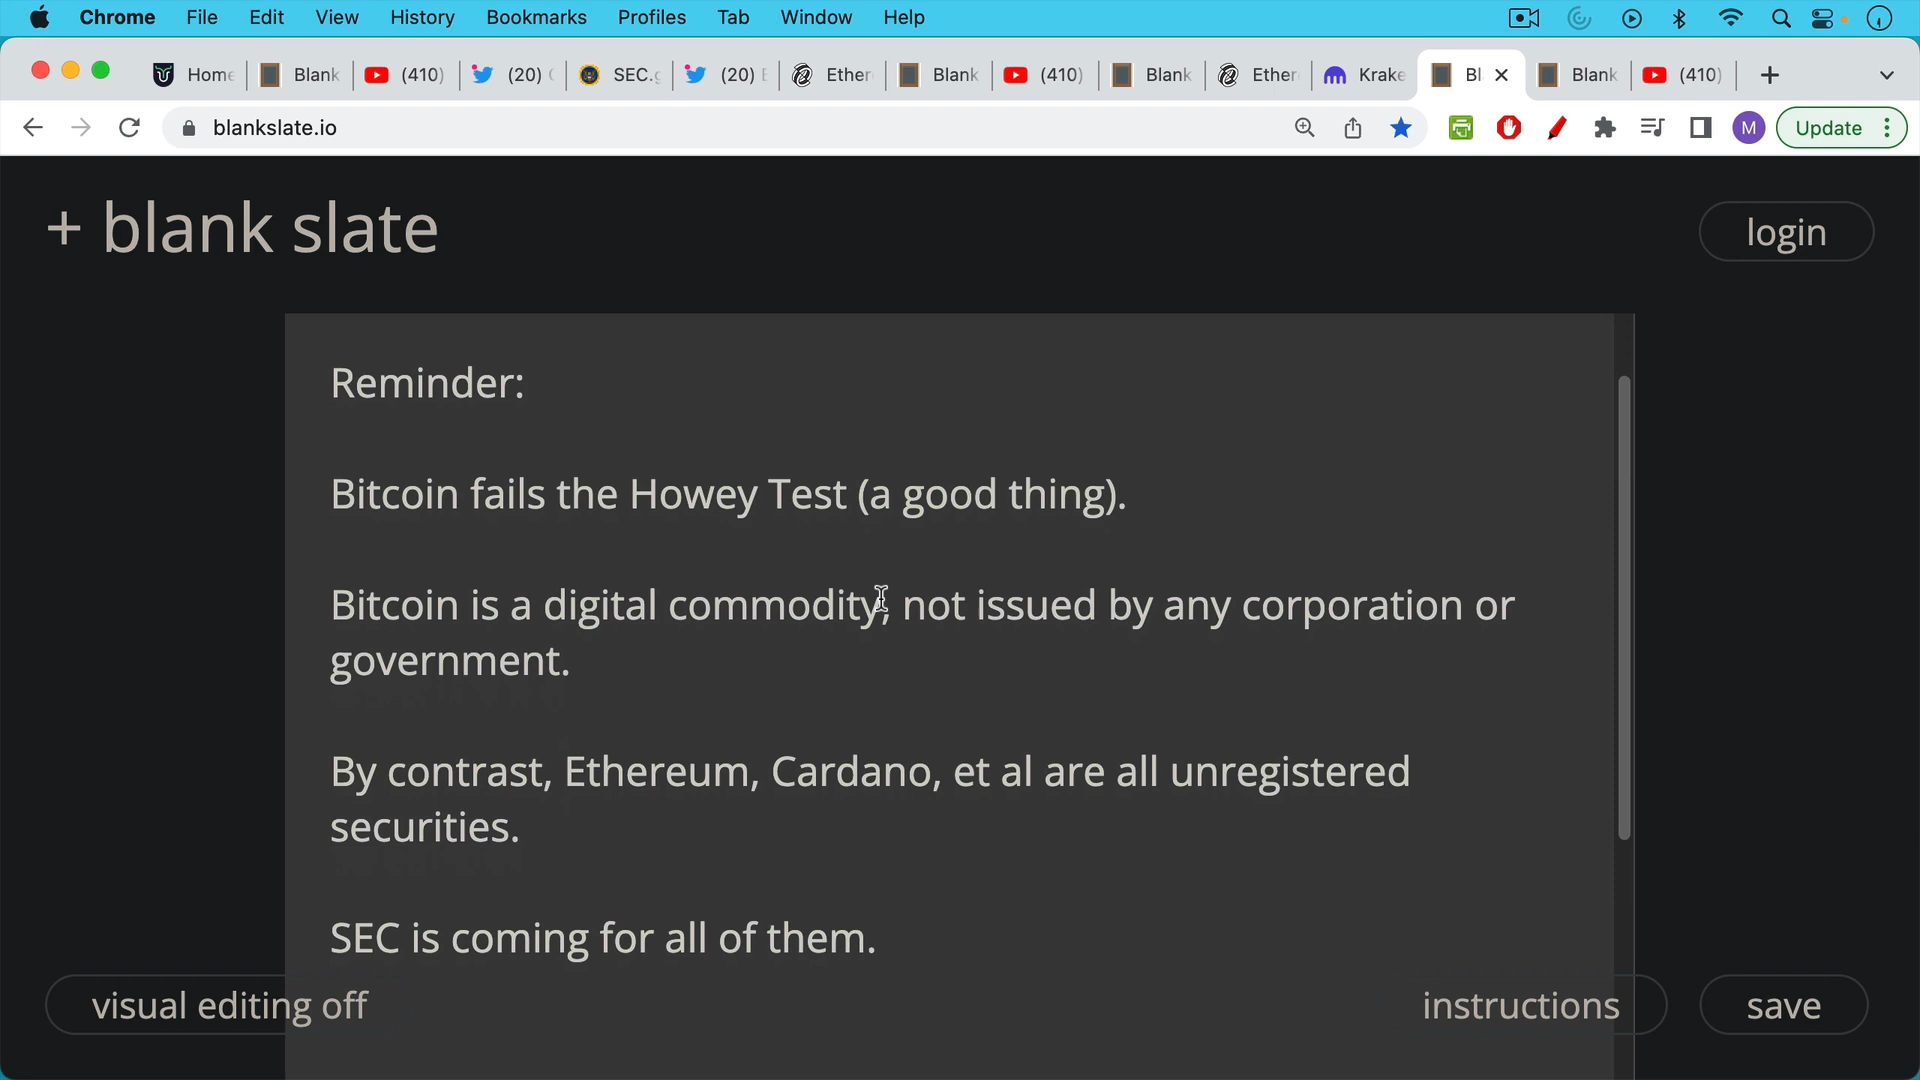 Chrome File Edit View History Bookmarks Profiles Tab Window Help
Home Blank (410) (20) SEC.g (20) E Ether Blank (410) Blank Ether Krake Bl Blank (410)
blankslate.io M Update
+ blank slate login
Reminder:
Bitcoin fails the Howey Test (a good thing).
Bitcoin is a digital commodity, not issued by any corporation or
government.
By contrast, Ethereum, Cardano, et al are all unregistered
securities.
SEC is coming for all of them.
visual editing off instructions save